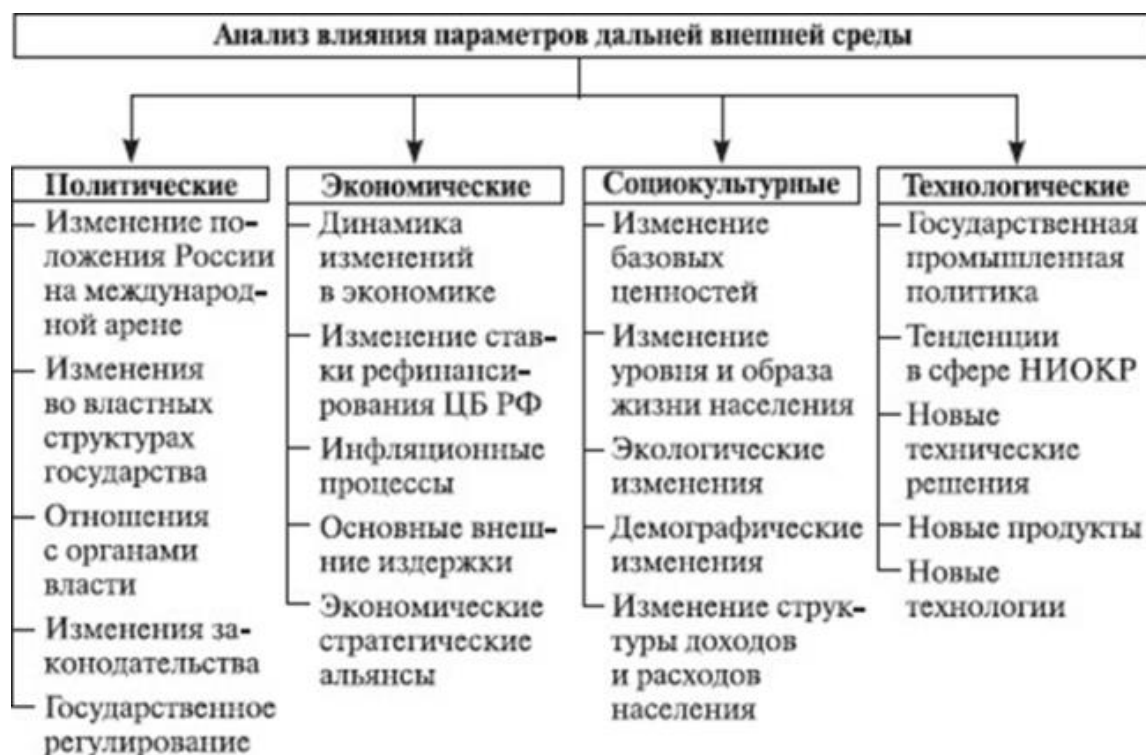 Анализ влияния параметров дальней внешней среды
Политические
Изменение по-
ложения России
на международ-
ной арене
Изменения
во властных
структурах
государства
Отношения
с органами
власти
Изменения за-
конодательства
Государственное
регулирование
Экономические
Динамика
изменений
в экономике
Изменение став-
ки рефинанси-
рования ЦБ РФ
Инфляционные
процессы
Основные внеш-
ние издержки
Экономические
стратегические
альянсы
Социокультурные
Изменение
базовых
ценностей
Изменение
уровня и образа
жизни населения
Экологические
изменения
Демографические
изменения
Изменение струк-
туры доходов
и расходов
населения
Технологические
Государственная
промышленная
политика
Тенденции
в сфере НИОКР
Новые
технические
решения
Новые продукты
Новые
технологии